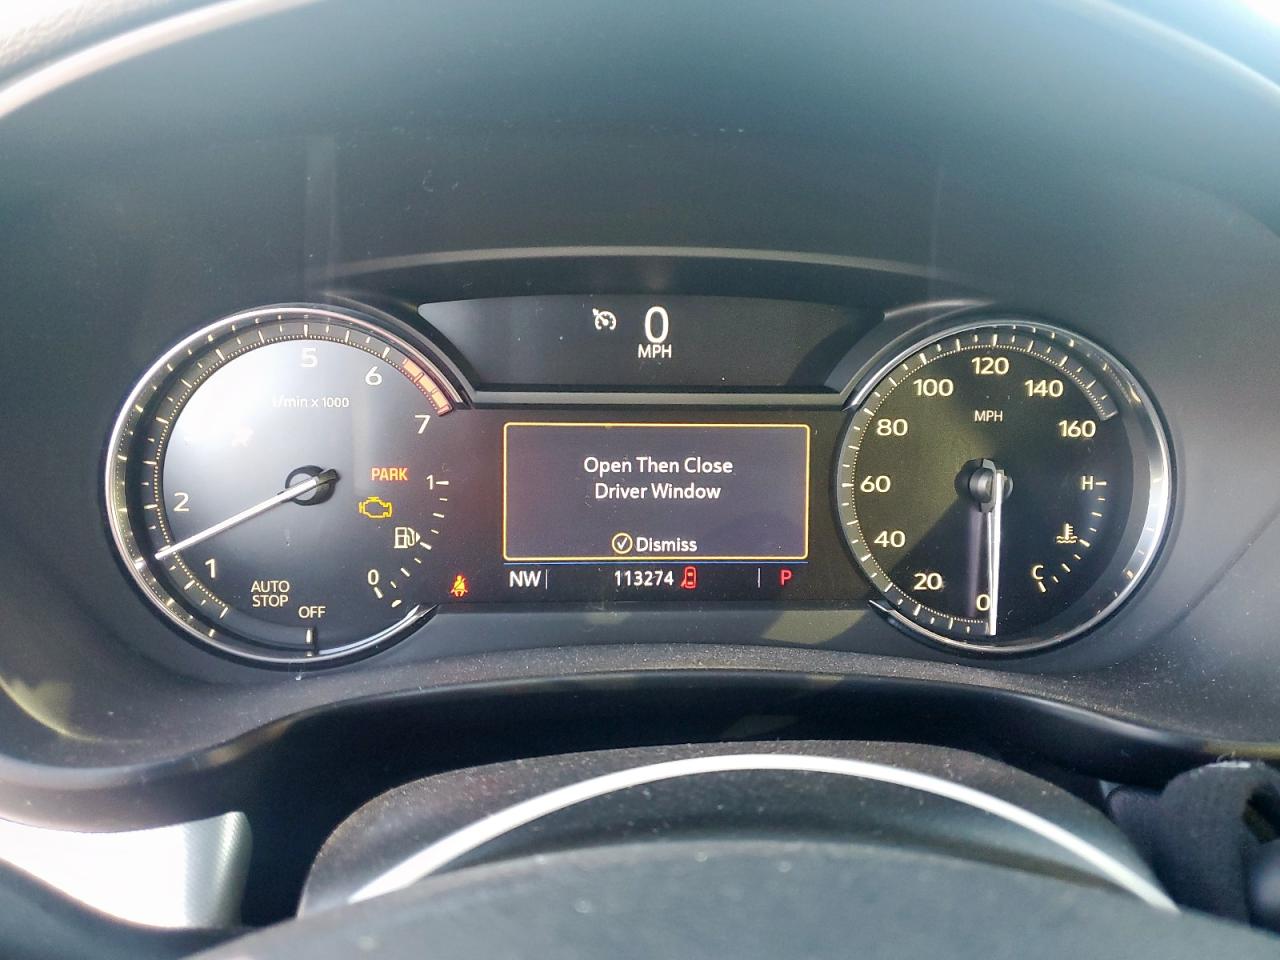 0
MPH
5
6
1/min x 1000
7
PARK
1
2
1
0
AUTO
STOP
OFF
Open Then Close
Driver Window
Dismiss
NW
113274
P
120
100
140
MPH
80
160
60
H
40
C
20
0